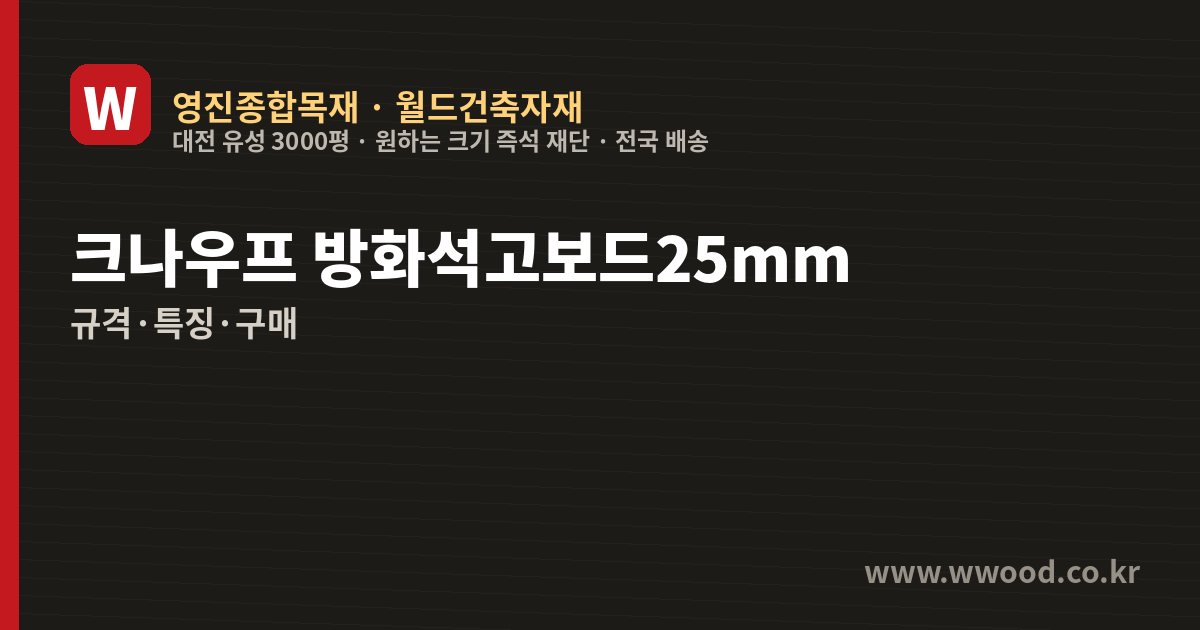 W
영진종합목재 · 월드건축자재
대전 유성 3000평 · 원하는 크기 즉석 재단 · 전국 배송
크나우프 방화석고보드25mm
규격·특징·구매
www.wwood.co.kr